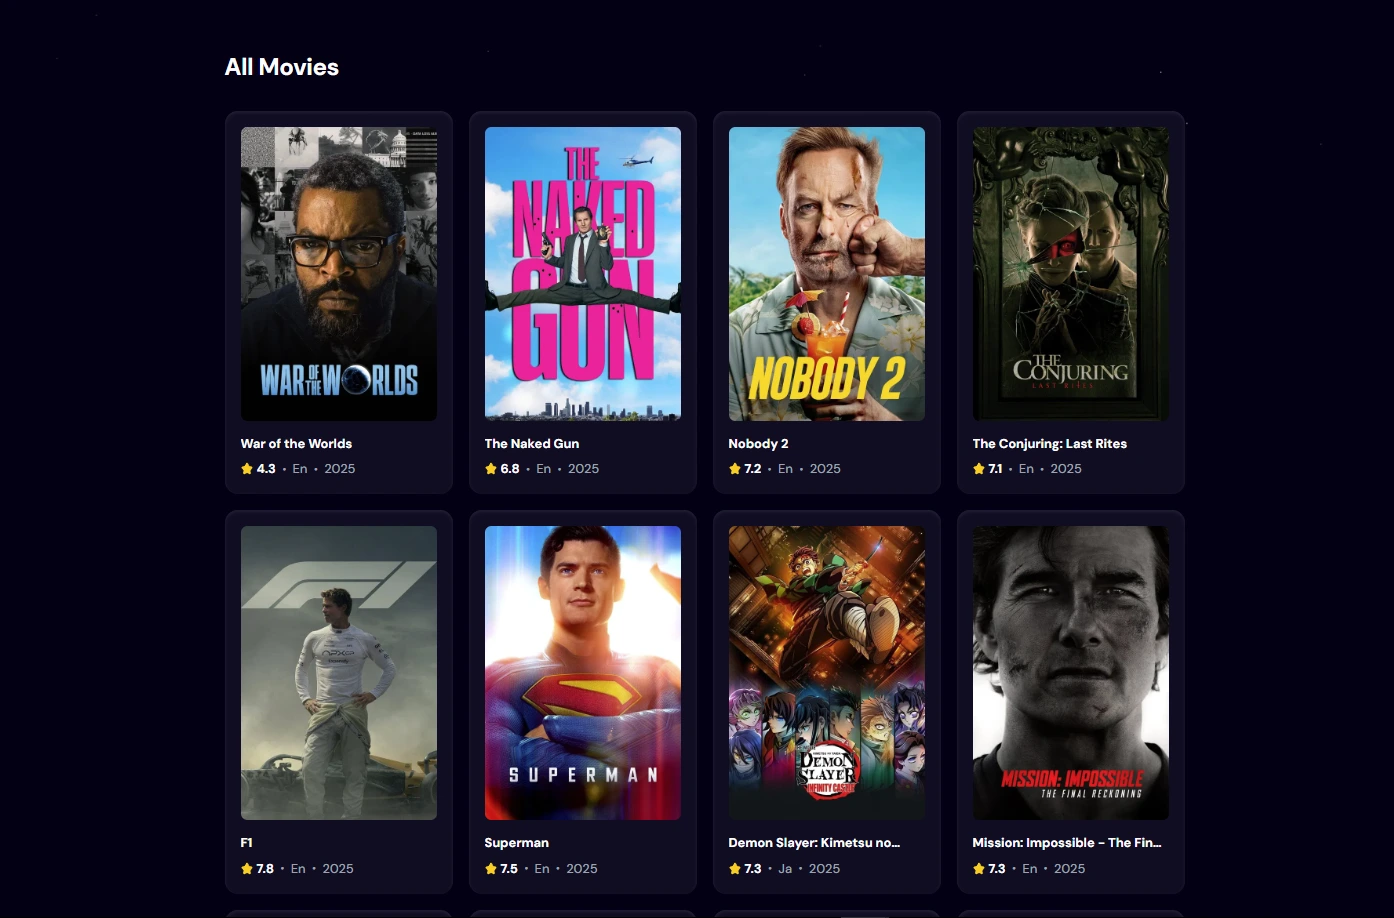 All Movies
WAR OF THE WORLDS
THE
NAKED
GUN
NOBODY 2
THE
CONJURING
LAST RITES
War of the Worlds
The Naked Gun
Nobody 2
The Conjuring: Last Rites
4.3 • En • 2025
6.8 • En • 2025
7.2 • En • 2025
7.1 • En • 2025
F1
APXGP
SUPERMAN
DEMON
SLAYER
INFINITY CASTLE
MISSION: IMPOSSIBLE
THE FINAL RECKONING
F1
Superman
Demon Slayer: Kimetsu no...
Mission: Impossible - The Fin...
7.8 • En • 2025
7.5 • En • 2025
7.3 • Ja • 2025
7.3 • En • 2025